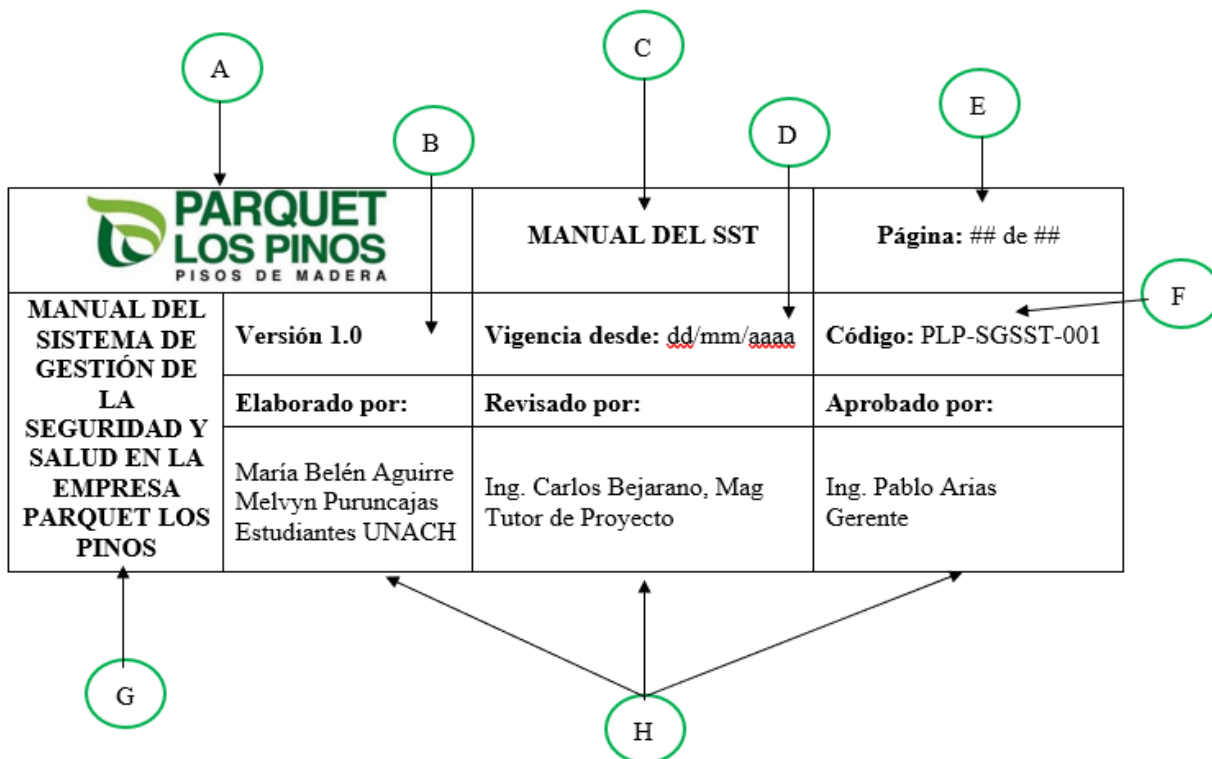 A
C
B
D
E
PARQUET
LOS PINOS
PISOS DE MADERA
MANUAL DEL SST
Página: ## de ##
F
MANUAL DEL
SISTEMA DE
GESTIÓN DE
LA
SEGURIDAD Y
SALUD EN LA
EMPRESA
PARQUET LOS
PINOS
Versión 1.0
Vigencia desde: dd/mm/aaaa
Código: PLP-SGSST-001
Elaborado por:
Revisado por:
Aprobado por:
María Belén Aguirre
Melvyn Puruncajas
Estudiantes UNACH
Ing. Carlos Bejarano, Mag
Tutor de Proyecto
Ing. Pablo Arias
Gerente
G
H